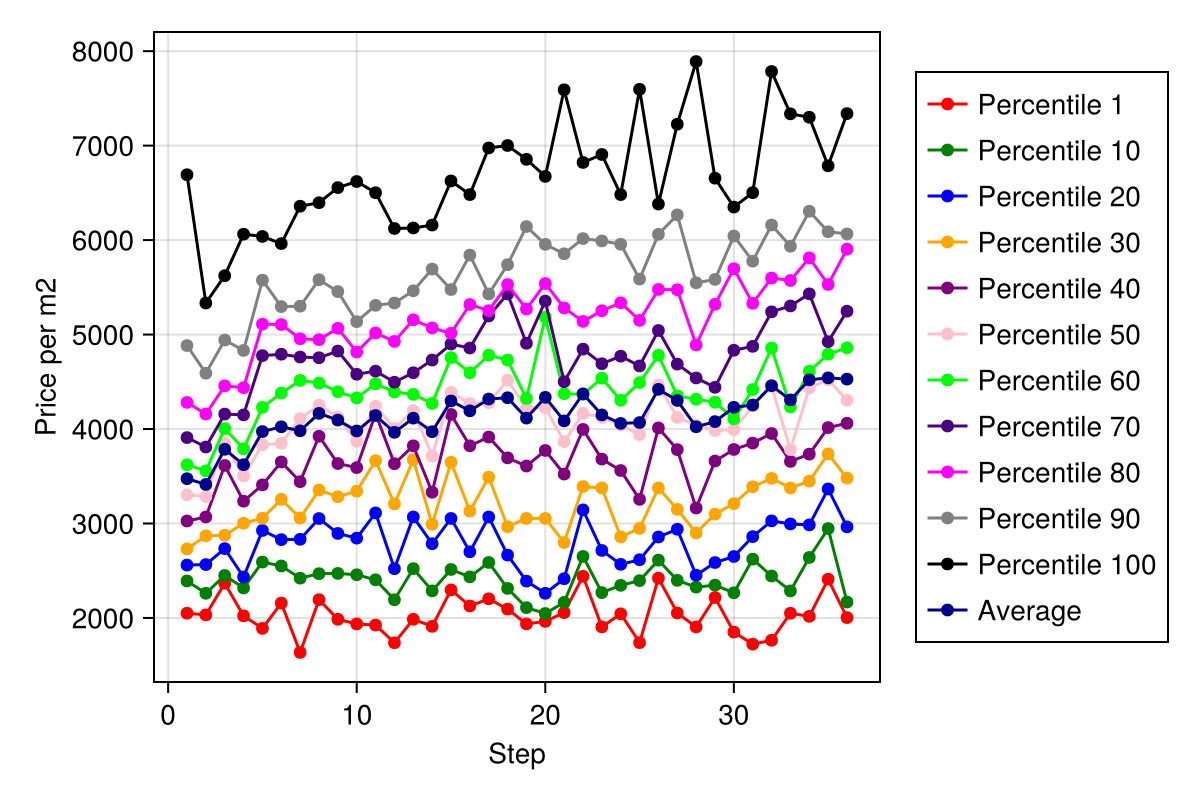 8000
7000
6000
5000
4000
3000
2000
Price per m2
0 10 20 30
Step
Percentile 1
Percentile 10
Percentile 20
Percentile 30
Percentile 40
Percentile 50
Percentile 60
Percentile 70
Percentile 80
Percentile 90
Percentile 100
Average